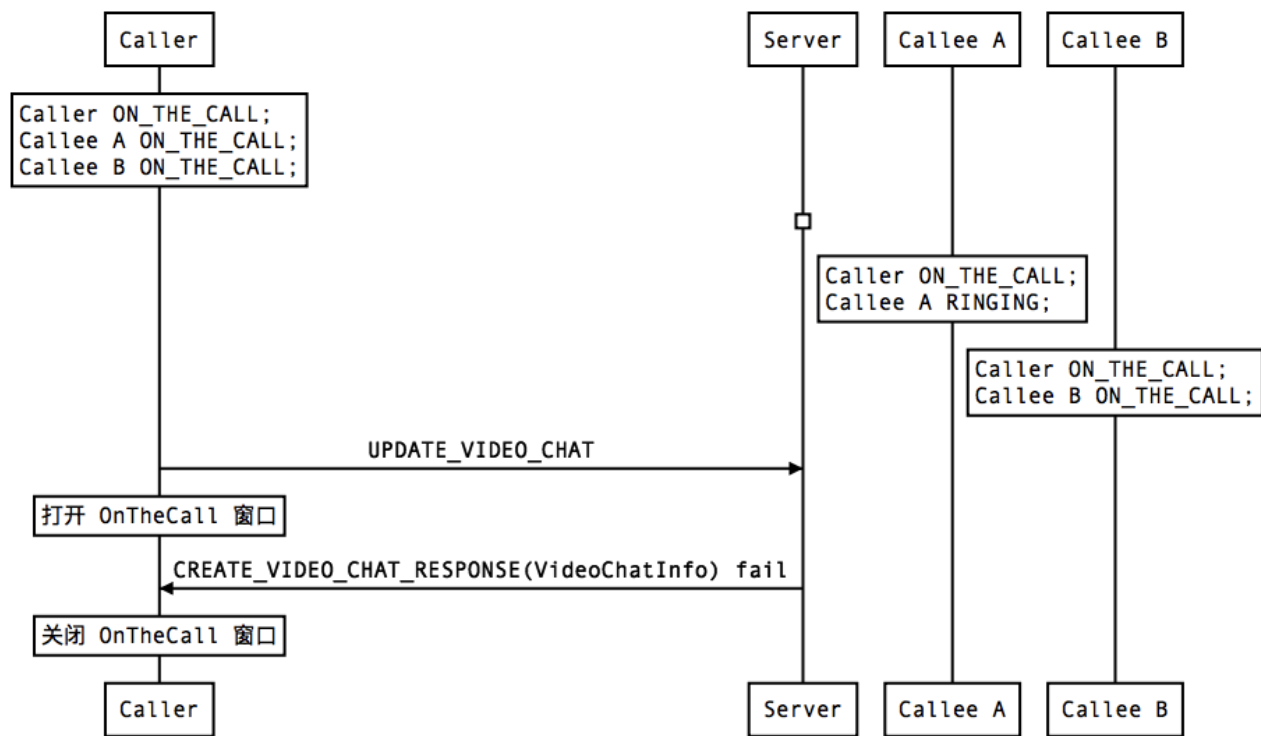 Caller
Server
Callee A
Callee B
Caller ON_THE_CALL;
Callee A ON_THE_CALL;
Callee B ON_THE_CALL;
Caller ON_THE_CALL;
Callee A RINGING;
Caller ON_THE_CALL;
Callee B ON_THE_CALL;
UPDATE_VIDEO_CHAT
打开 OnTheCall 窗口
CREATE_VIDEO_CHAT_RESPONSE(VideoChatInfo) fail
关闭 OnTheCall 窗口
Caller
Server
Callee A
Callee B